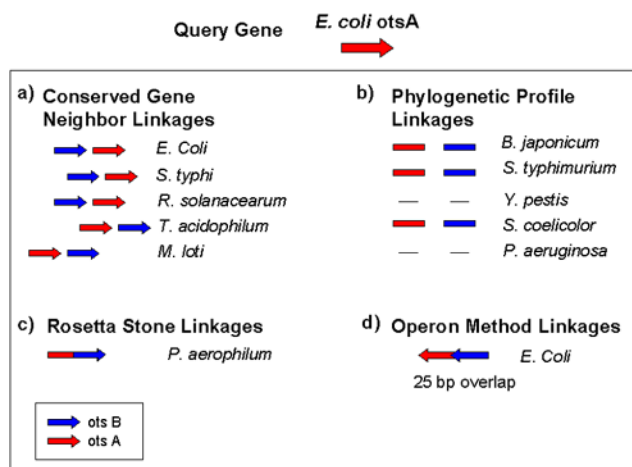 Query Gene
E. coli otsA
a) Conserved Gene
Neighbor Linkages
E. Coli
S. typhi
R. solanacearum
T. acidophilum
M. loti
b) Phylogenetic Profile
Linkages
B. japonicum
S. typhimurium
Y. pestis
S. coelicolor
P. aeruginosa
c) Rosetta Stone Linkages
P. aerophilum
d) Operon Method Linkages
E. Coli
25 bp overlap
ots B
ots A